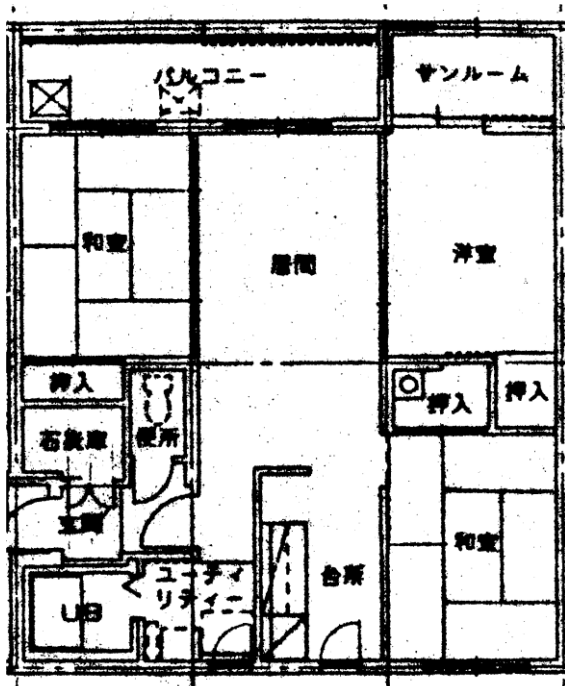 バルコニー
サンルーム
和室
居間
洋室
押入
押入
押入
石炭庫
便所
玄関
和室
台所
ユーティ
リティー
UB